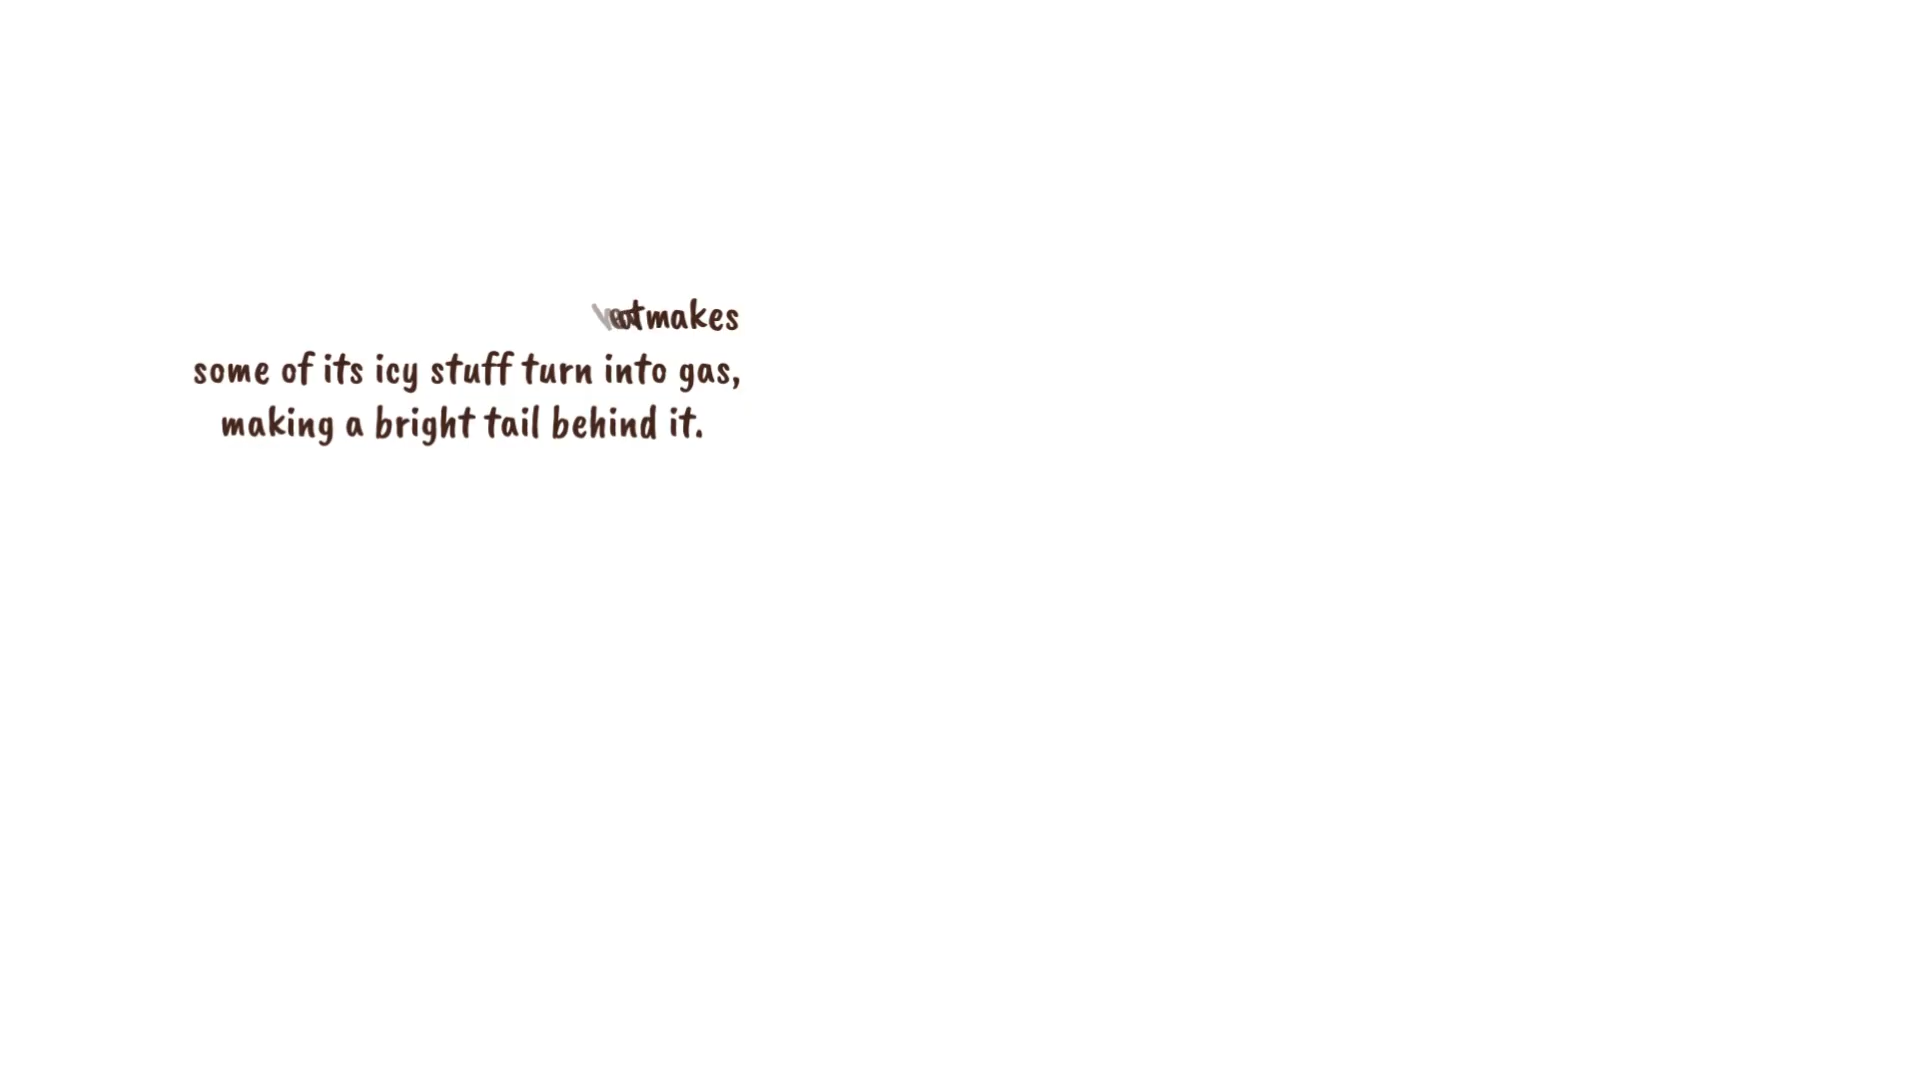 makes
some of its icy stuff turn into gas,
making a bright tail behind it.